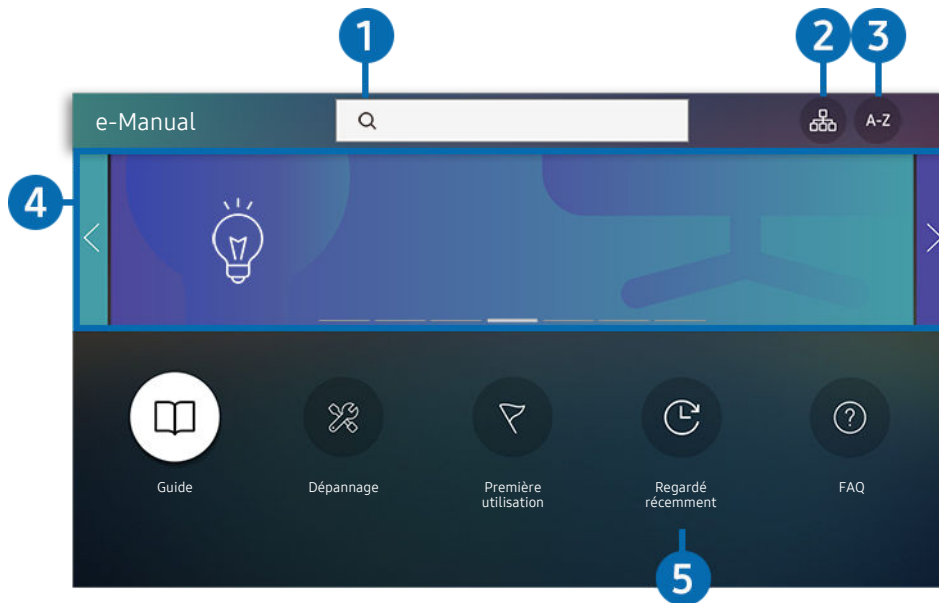 1
2
3
e-Manual
A-Z
4
Guide
Dépannage
Première
utilisation
Regardé
récemment
FAQ
5